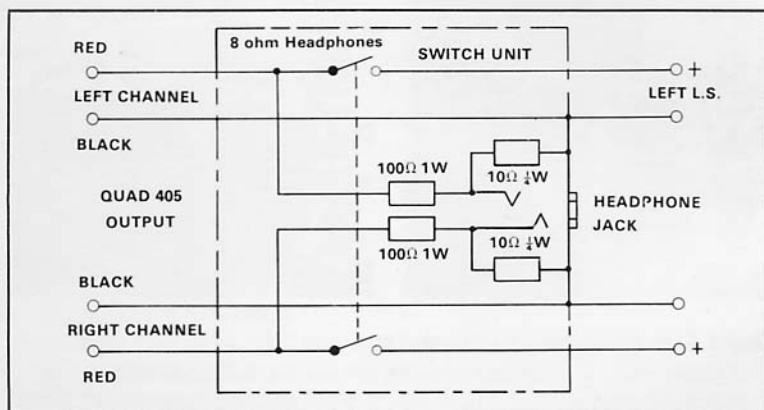 8 ohm Headphones
RED
SWITCH UNIT
+
LEFT CHANNEL
LEFT L.S.
BLACK
100Ω 1W
10Ω ¼W
QUAD 405
OUTPUT
HEADPHONE
JACK
100Ω 1W
10Ω ¼W
BLACK
RIGHT CHANNEL
+
RED